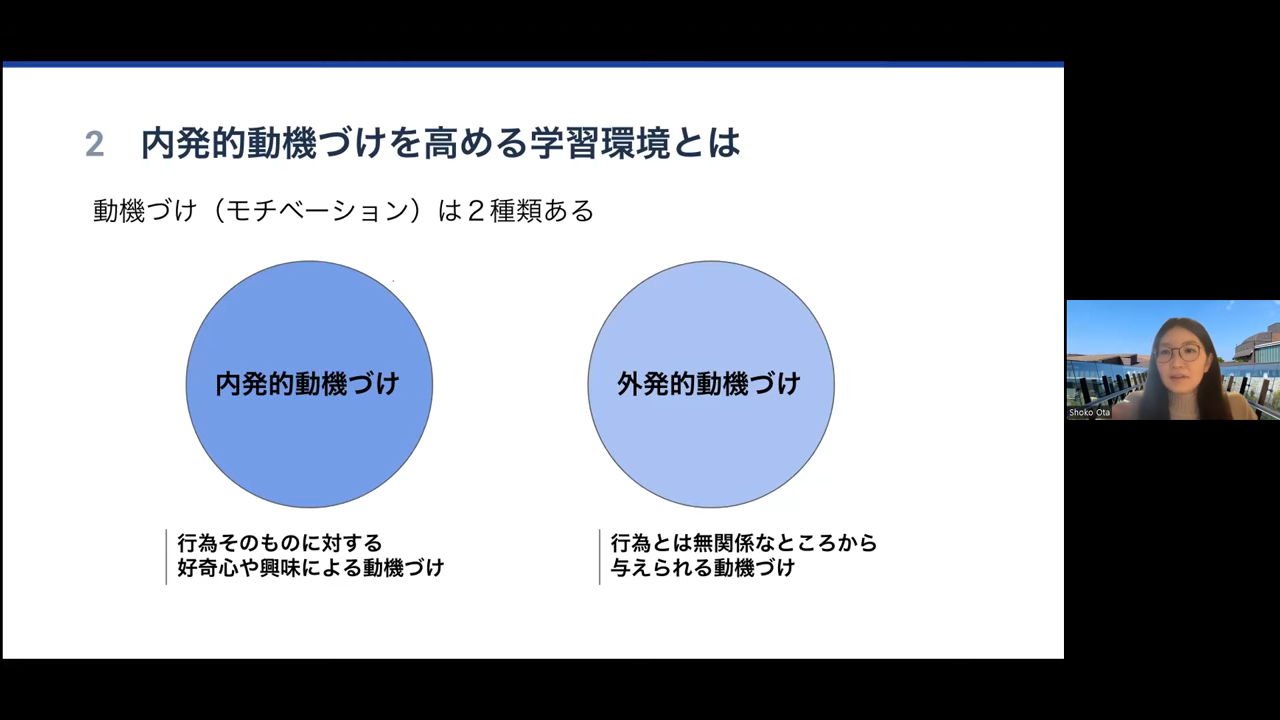 2 内発的動機づけを高める学習環境とは
動機づけ（モチベーション）は２種類ある
内発的動機づけ
外発的動機づけ
行為そのものに対する
好奇心や興味による動機づけ
行為とは無関係なところから
与えられる動機づけ
Shoko Ota